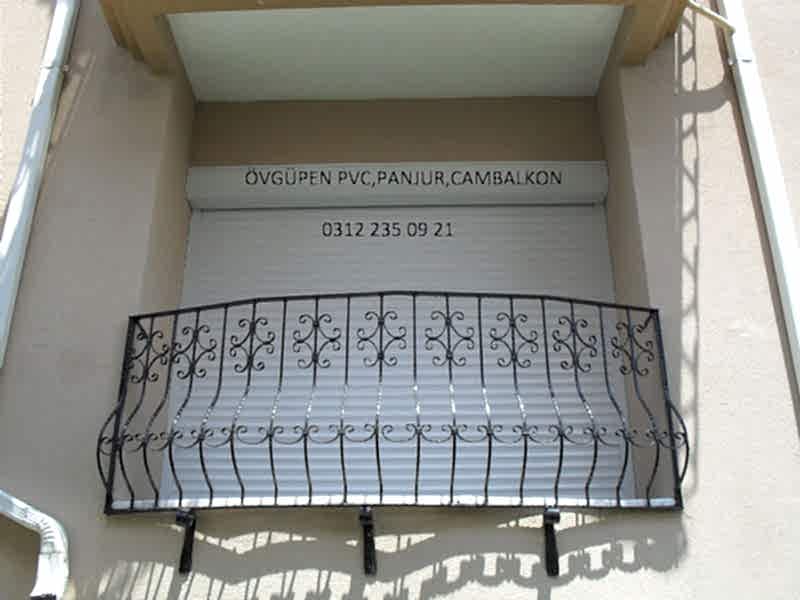 ÖVGÜPEN PVC,PANJUR,CAMBALKON
0312 235 09 21